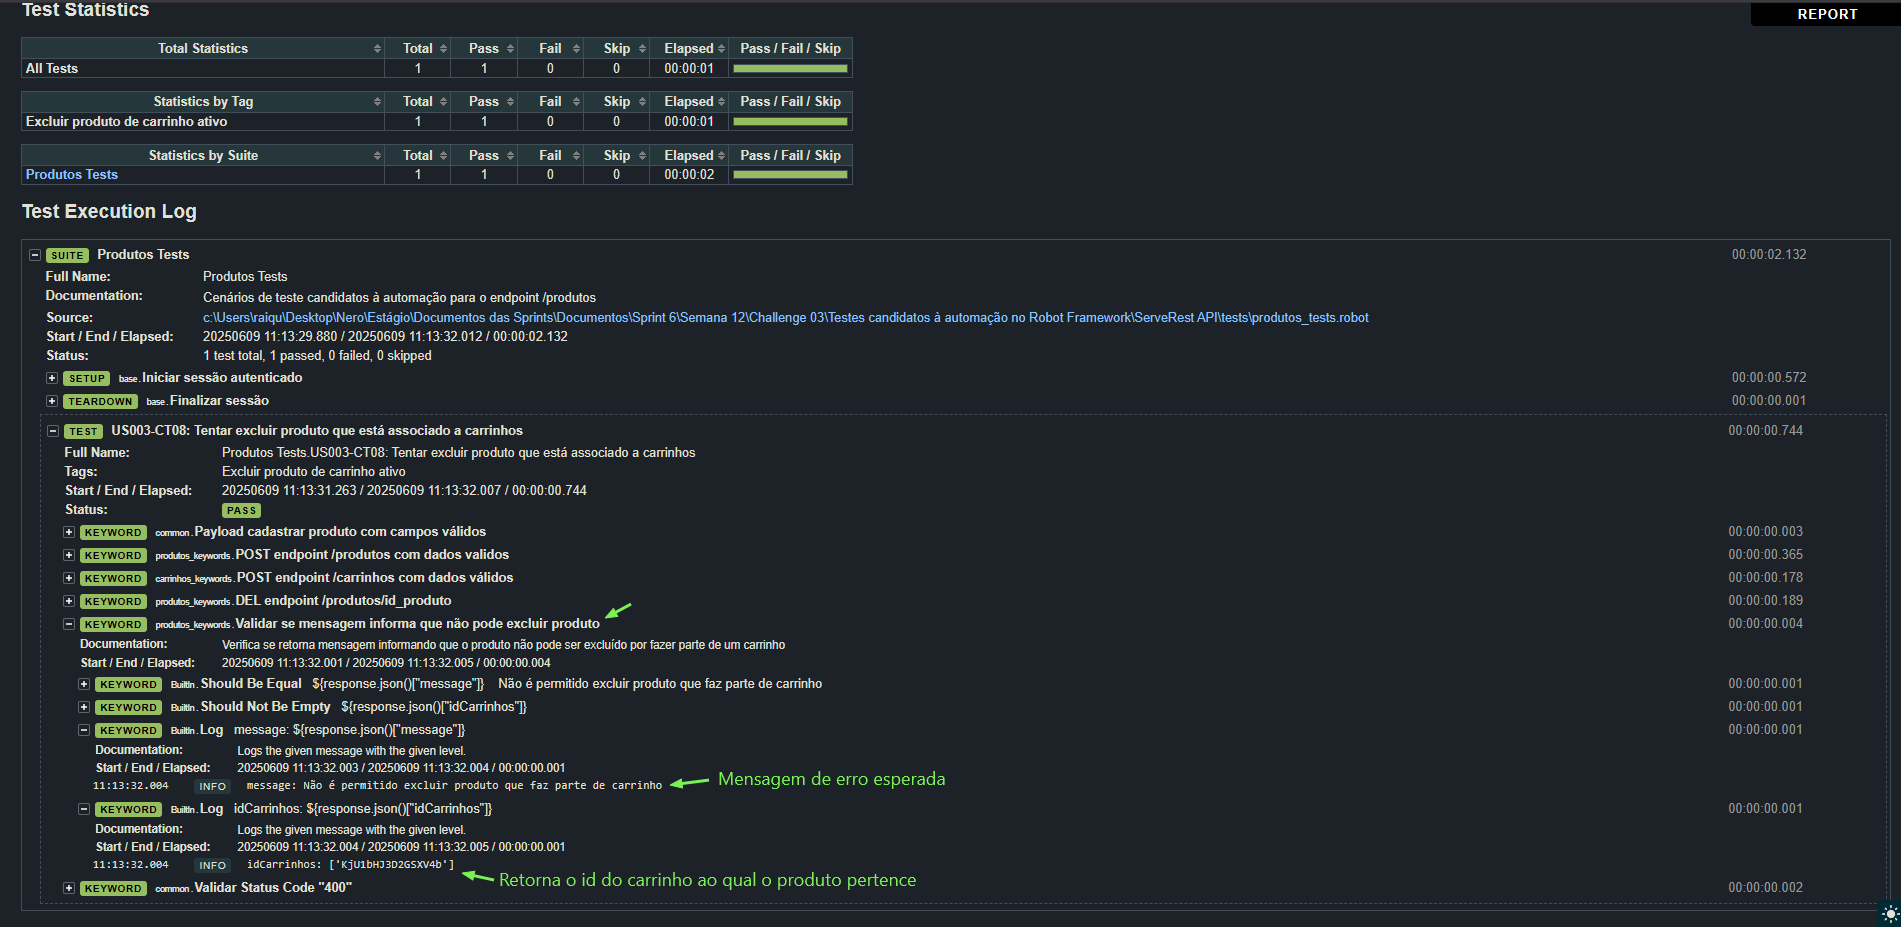 Test Statistics
REPORT
Total Statistics Total Pass Fail Skip Elapsed Pass / Fail / Skip
All Tests 1 1 0 0 00:00:01
Statistics by Tag Total Pass Fail Skip Elapsed Pass / Fail / Skip
Excluir produto de carrinho ativo 1 1 0 0 00:00:01
Statistics by Suite Total Pass Fail Skip Elapsed Pass / Fail / Skip
Produtos Tests 1 1 0 0 00:00:02
Test Execution Log
SUITE Produtos Tests 00:00:02.132
Full Name: Produtos Tests
Documentation: Cenários de teste candidatos à automação para o endpoint /produtos
Source: c:\Users\raiqu\Desktop\Nero\Estágio\Documentos das Sprints\Documentos\Sprint 6\Semana 12\Challenge 03\Testes candidatos à automação no Robot Framework\ServeRest API\tests\produtos_tests.robot
Start / End / Elapsed: 20250609 11:13:29.880 / 20250609 11:13:32.012 / 00:00:02.132
Status: 1 test total, 1 passed, 0 failed, 0 skipped
SETUP base.Iniciar sessão autenticado 00:00:00.572
TEARDOWN base.Finalizar sessão 00:00:00.001
TEST US003-CT08: Tentar excluir produto que está associado a carrinhos 00:00:00.744
Full Name: Produtos Tests.US003-CT08: Tentar excluir produto que está associado a carrinhos
Tags: Excluir produto de carrinho ativo
Start / End / Elapsed: 20250609 11:13:31.263 / 20250609 11:13:32.007 / 00:00:00.744
Status: PASS
KEYWORD common.Payload cadastrar produto com campos válidos 00:00:00.003
KEYWORD produtos_keywords.POST endpoint /produtos com dados validos 00:00:00.365
KEYWORD carrinhos_keywords.POST endpoint /carrinhos com dados válidos 00:00:00.178
KEYWORD produtos_keywords.DEL endpoint /produtos/id_produto 00:00:00.189
KEYWORD produtos_keywords.Validar se mensagem informa que não pode excluir produto 00:00:00.004
Documentation: Verifica se retorna mensagem informando que o produto não pode ser excluído por fazer parte de um carrinho
Start / End / Elapsed: 20250609 11:13:32.001 / 20250609 11:13:32.005 / 00:00:00.004
KEYWORD BuiltIn.Should Be Equal ${response.json()["message"]} Não é permitido excluir produto que faz parte de carrinho 00:00:00.001
KEYWORD BuiltIn.Should Not Be Empty ${response.json()["idCarrinhos"]} 00:00:00.001
KEYWORD BuiltIn.Log message: ${response.json()["message"]} 00:00:00.001
Documentation: Logs the given message with the given level.
Start / End / Elapsed: 20250609 11:13:32.003 / 20250609 11:13:32.004 / 00:00:00.001
11:13:32.004 INFO message: Não é permitido excluir produto que faz parte de carrinho Mensagem de erro esperada
KEYWORD BuiltIn.Log idCarrinhos: ${response.json()["idCarrinhos"]} 00:00:00.001
Documentation: Logs the given message with the given level.
Start / End / Elapsed: 20250609 11:13:32.004 / 20250609 11:13:32.005 / 00:00:00.001
11:13:32.004 INFO idCarrinhos: ['KjU1bHJ3D2GSXV4b']
Retorna o id do carrinho ao qual o produto pertence
KEYWORD common.Validar Status Code "400" 00:00:00.002